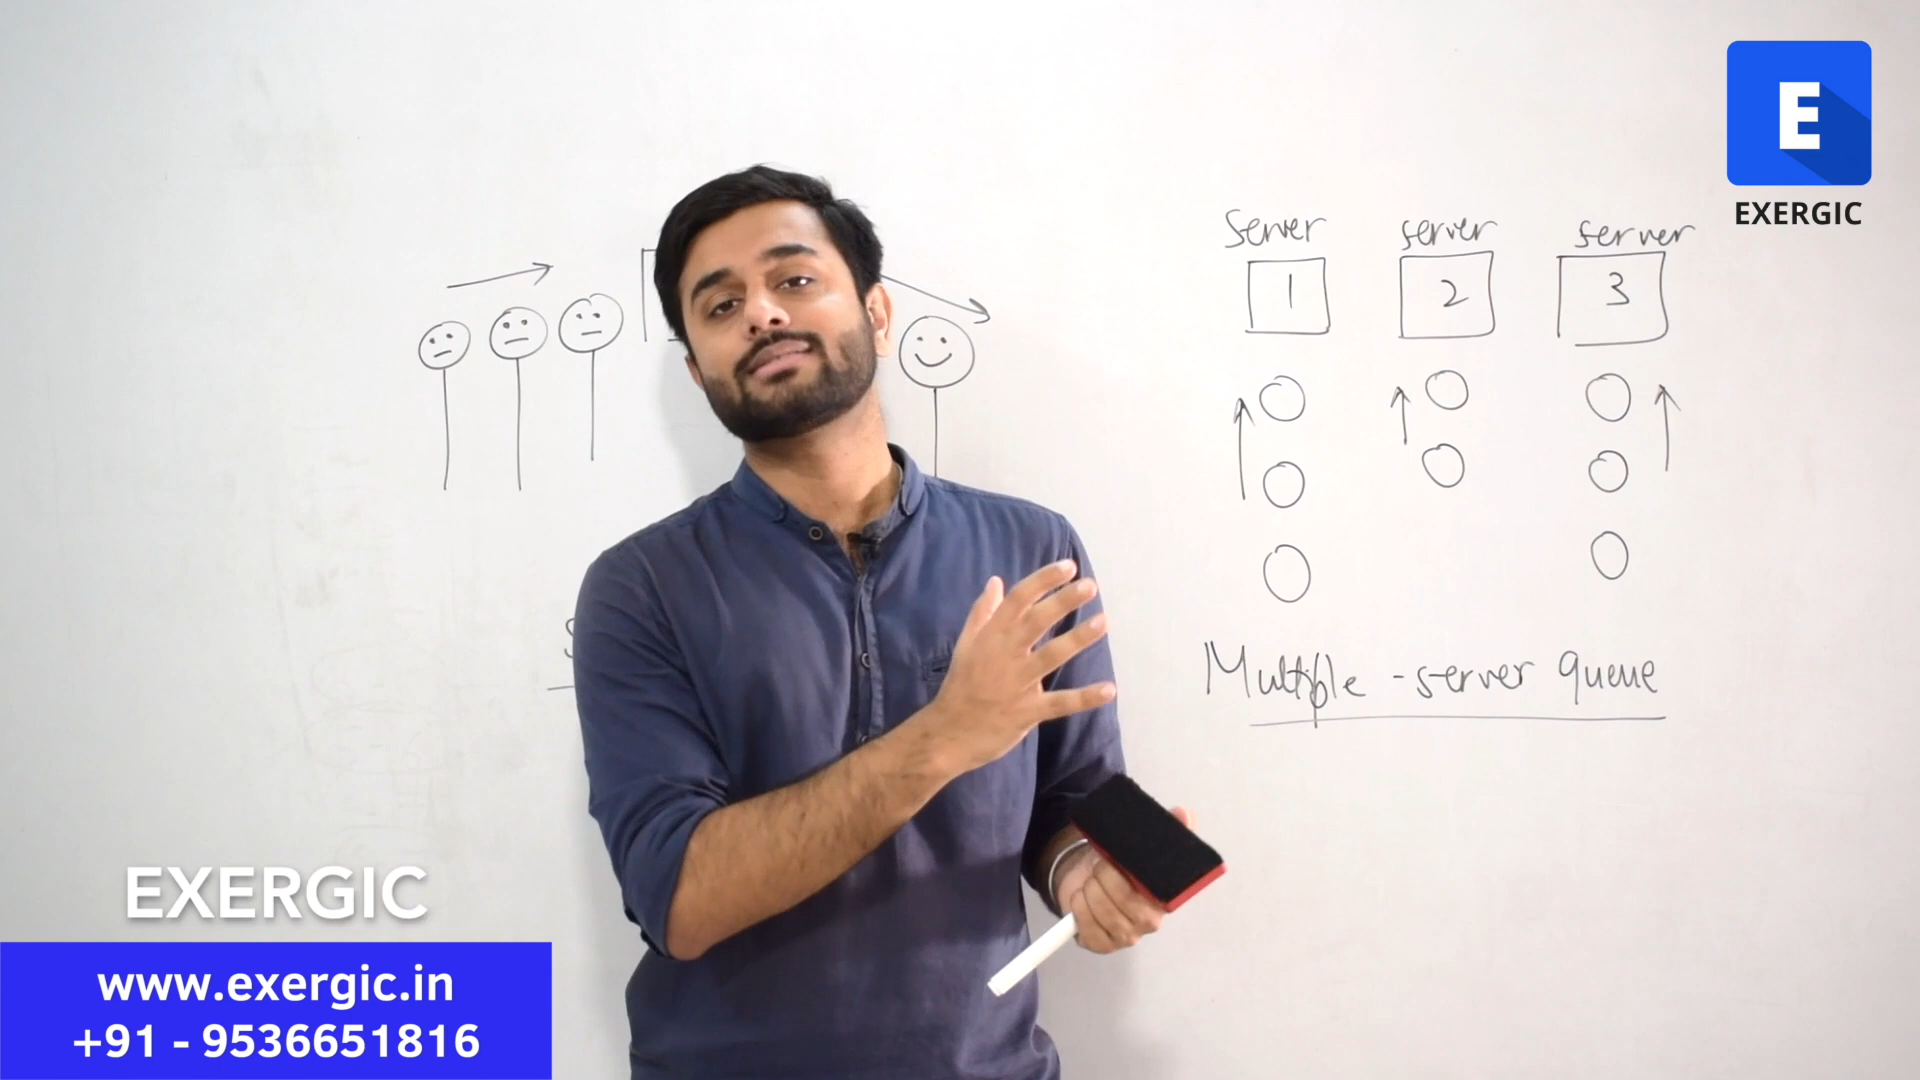 E
EXERGIC
Server server server
1 2 3
Multiple -server queue
EXERGIC
www.exergic.in
+91 - 9536651816